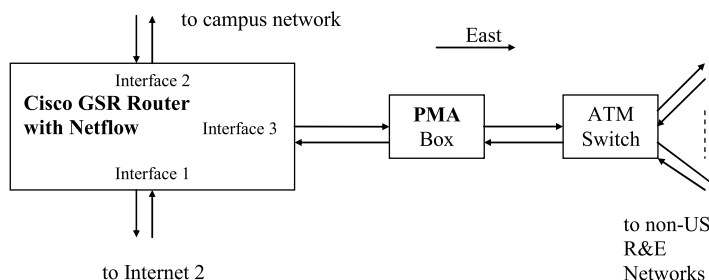 to campus network
East
Interface 2
Cisco GSR Router
with Netflow
Interface 3
Interface 1
PMA
Box
ATM
Switch
to Internet 2
to non-US
R&E
Networks